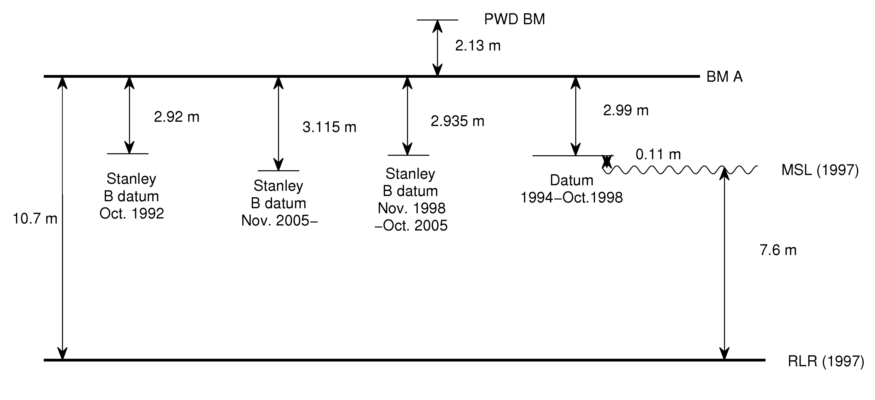 PWD BM
2.13 m
BM A
2.92 m
3.115 m
2.935 m
2.99 m
0.11 m
MSL (1997)
Stanley
B datum
Oct. 1992
Stanley
B datum
Nov. 2005−
Stanley
B datum
Nov. 1998
−Oct. 2005
Datum
1994−Oct.1998
10.7 m
7.6 m
RLR (1997)